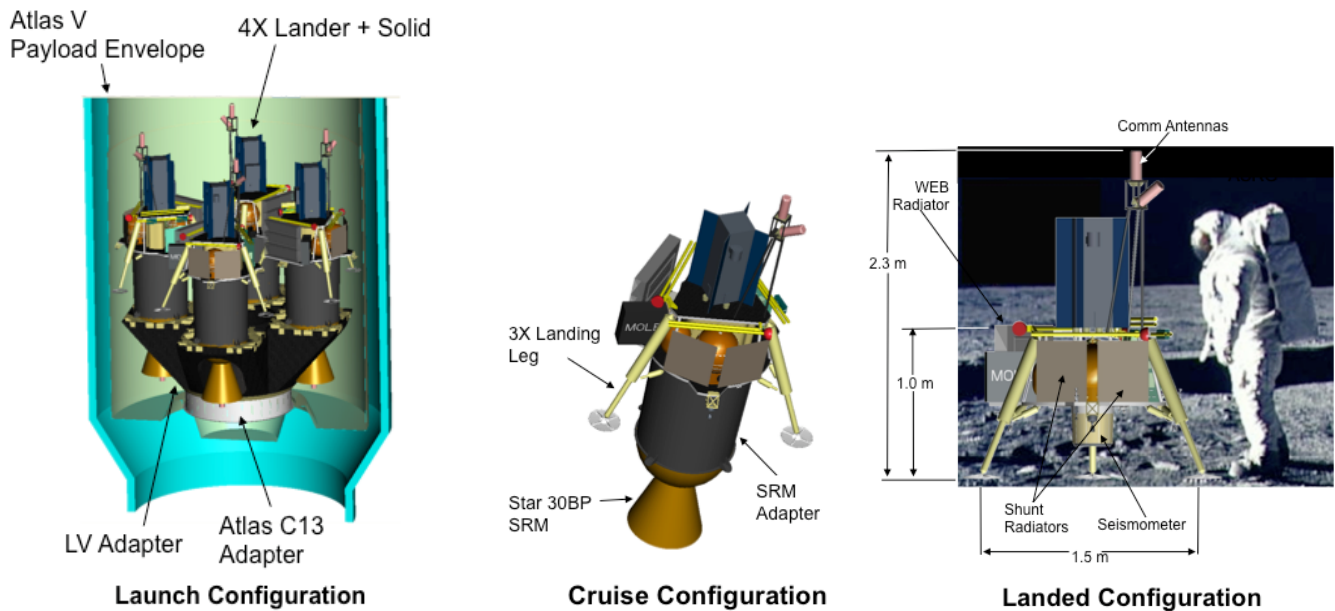 Atlas V
Payload Envelope
4X Lander + Solid
LV Adapter
Atlas C13
Adapter
Launch Configuration
MOLE
3X Landing
Leg
Star 30BP
SRM
SRM
Adapter
Cruise Configuration
Comm Antennas
WEB
Radiator
2.3 m
1.0 m
MO
Shunt
Radiators
Seismometer
1.5 m
Landed Configuration